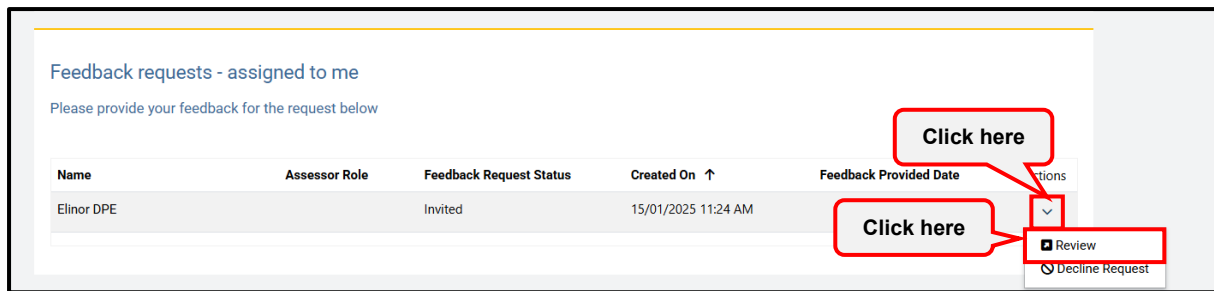 Feedback requests - assigned to me
Please provide your feedback for the request below
Click here
Name Assessor Role Feedback Request Status Created On ↑ Feedback Provided Date ctions
Elinor DPE Invited 15/01/2025 11:24 AM
Click here
Review
Decline Request